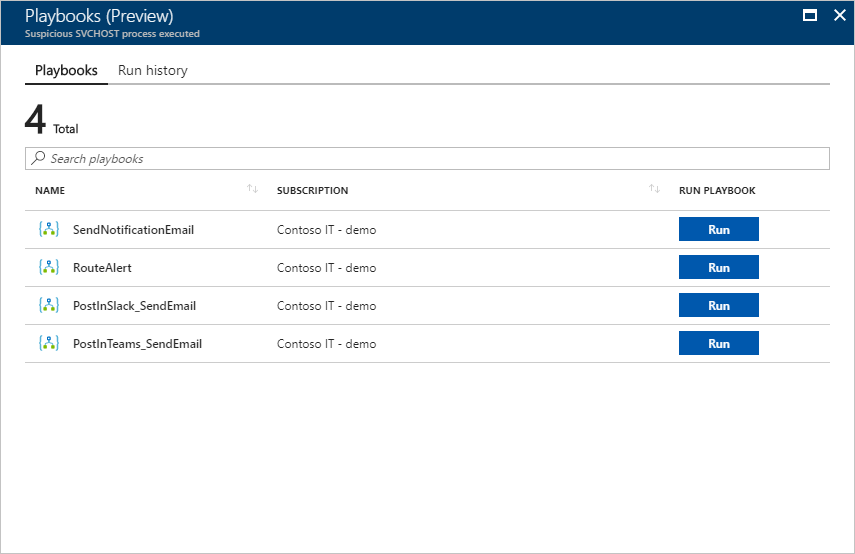 Playbooks (Preview)
Suspicious SVCHOST process executed
Playbooks Run history
4 Total
Search playbooks
NAME SUBSCRIPTION RUN PLAYBOOK
SendNotificationEmail Contoso IT - demo Run
RouteAlert Contoso IT - demo Run
PostInSlack_SendEmail Contoso IT - demo Run
PostInTeams_SendEmail Contoso IT - demo Run